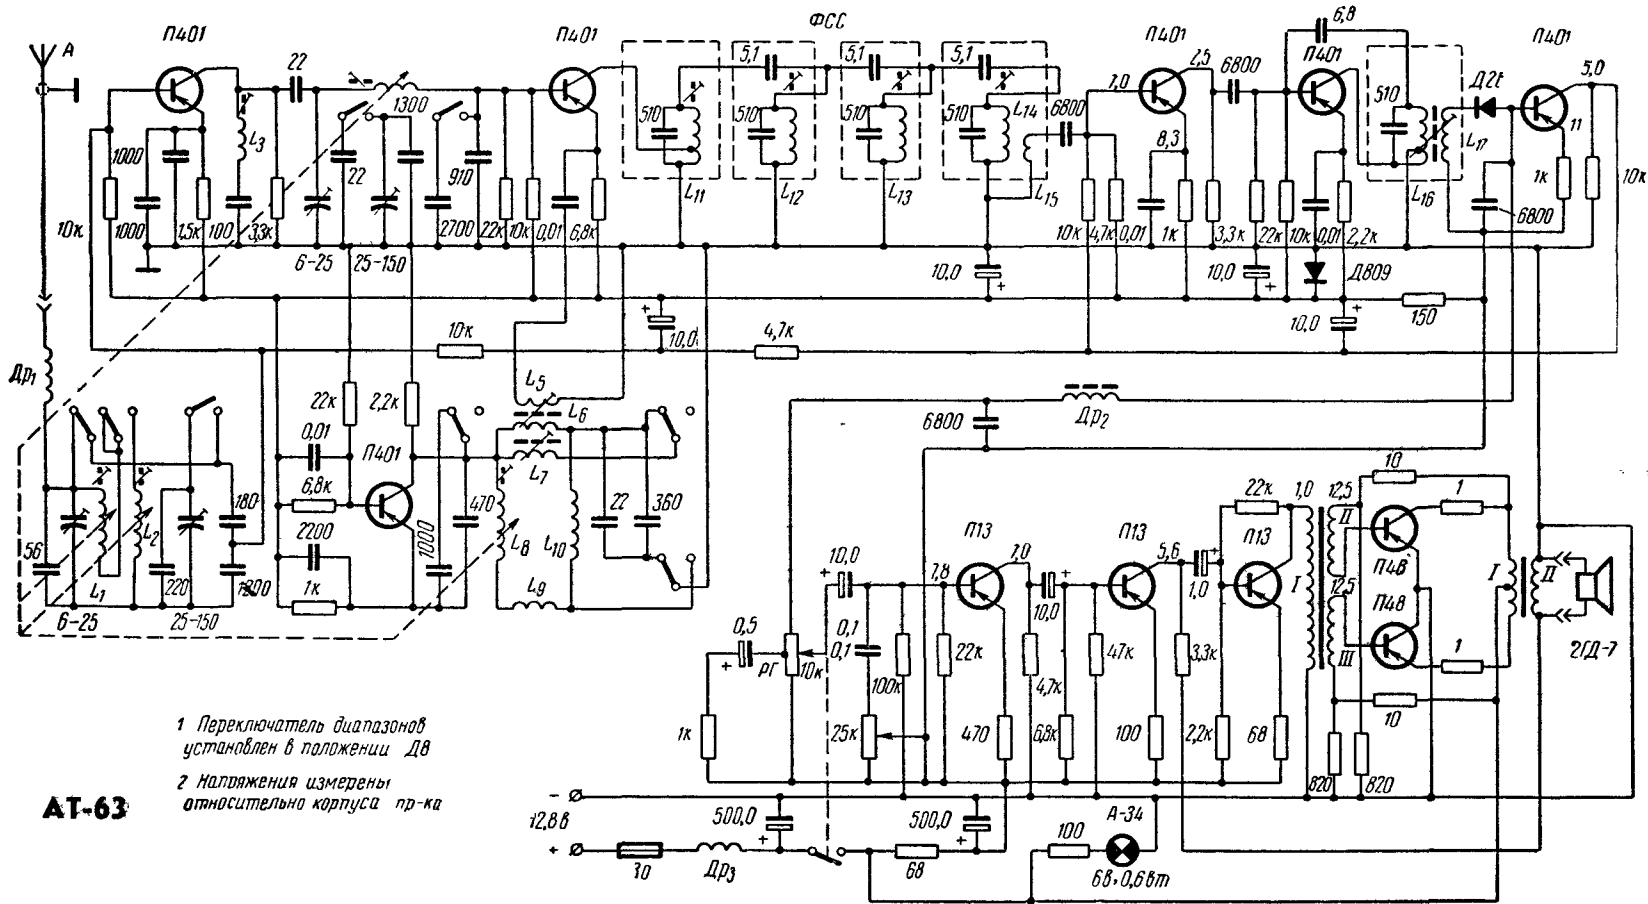 ФСС
П401
А
22
1300
П401
5,1
5,1
5,1
П401
2,5
6800
6,8
П401
П401
5,0
1000
L3
22
910
510
510
510
510
L14
6800
1,0
8,3
510
L17
11
1к
10к
10к
1000
1,5к
100
3,3к
6-25
25-150
2700
22к
10к
0,01
6,8к
L11
L12
L13
L15
10к
4,7к
0,01
1к
3,3к
22к
10к
0,01
2,2к
L16
6800
10,0
+
10,0
+
Д809
10,0
+
150
+
10,0
10к
4,7к
Др1
L5
L6
L7
22к
2,2к
6800
Др2
0,01
П401
6,8к
2200
1к
1000
470
L8
L9
L10
22
360
56
L1
6-25
L2
220
25-150
180
10
22к
1,0
12,5
II
1
П13
П13
П13
П48
10,0
+
1,8
1,0
+
10,0
5,6
+
1,0
I
12,5
П48
III
1
10
I
II
2ГД-7
0,5
+
РГ
10к
0,1
0,1
100к
22к
4,7к
47к
3,3к
1к
25к
470
6,8к
100
2,2к
68
820
820
1 Переключатель диапазонов
установлен в положении ДВ
2 Напряжения измерены
относительно корпуса пр-ка
АТ-63
-
12,8в
+
500,0
+
500,0
+
А-34
100
Др3
68
6в,0,6вт